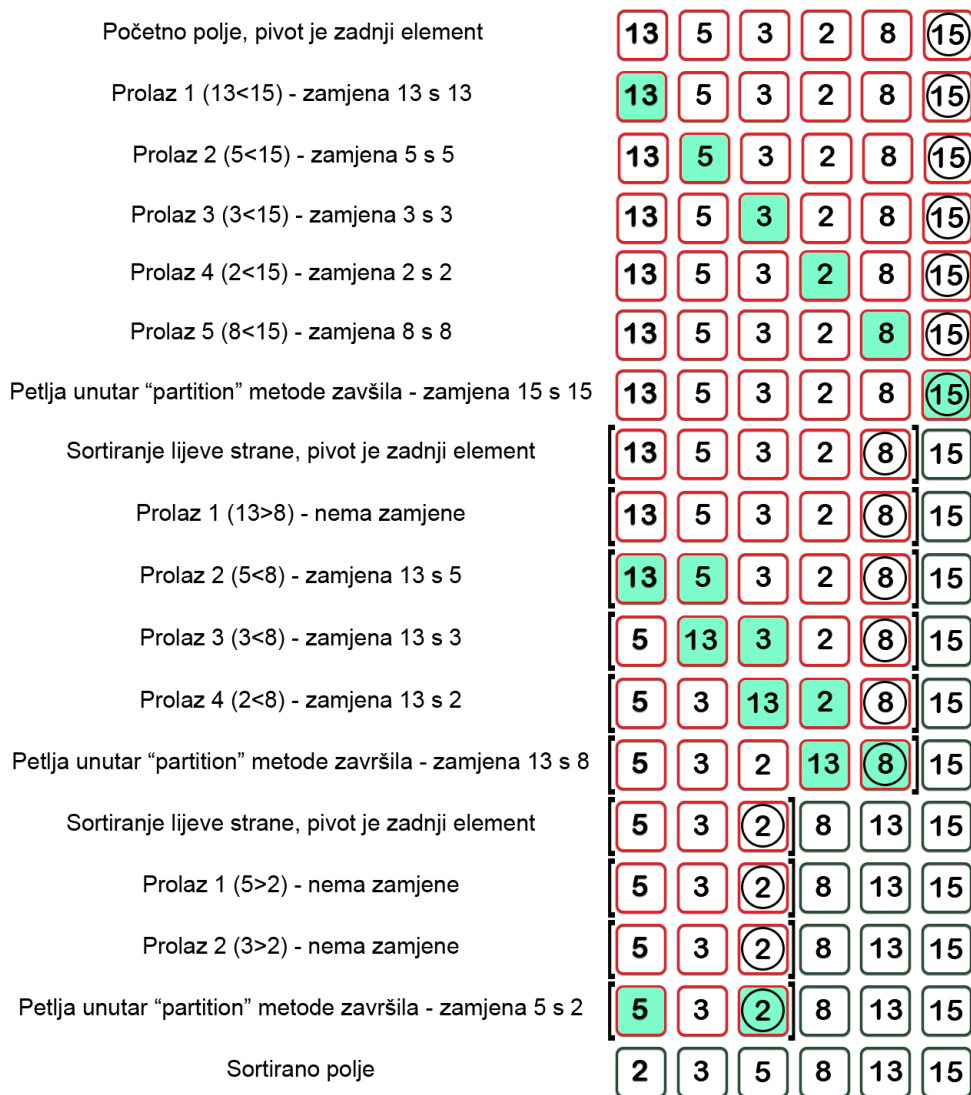 Početno polje, pivot je zadnji element 13 5 3 2 8 15
Prolaz 1 (13<15) - zamjena 13 s 13 13 5 3 2 8 15
Prolaz 2 (5<15) - zamjena 5 s 5 13 5 3 2 8 15
Prolaz 3 (3<15) - zamjena 3 s 3 13 5 3 2 8 15
Prolaz 4 (2<15) - zamjena 2 s 2 13 5 3 2 8 15
Prolaz 5 (8<15) - zamjena 8 s 8 13 5 3 2 8 15
Petlja unutar “partition” metode zavšila - zamjena 15 s 15 13 5 3 2 8 15
Sortiranje lijeve strane, pivot je zadnji element [13 5 3 2 8] 15
Prolaz 1 (13>8) - nema zamjene [13 5 3 2 8] 15
Prolaz 2 (5<8) - zamjena 13 s 5 [13 5 3 2 8] 15
Prolaz 3 (3<8) - zamjena 13 s 3 [5 13 3 2 8] 15
Prolaz 4 (2<8) - zamjena 13 s 2 [5 3 13 2 8] 15
Petlja unutar “partition” metode završila - zamjena 13 s 8 [5 3 2 13 8] 15
Sortiranje lijeve strane, pivot je zadnji element [5 3 2] 8 13 15
Prolaz 1 (5>2) - nema zamjene [5 3 2] 8 13 15
Prolaz 2 (3>2) - nema zamjene [5 3 2] 8 13 15
Petlja unutar “partition” metode završila - zamjena 5 s 2 [5 3 2] 8 13 15
Sortirano polje 2 3 5 8 13 15